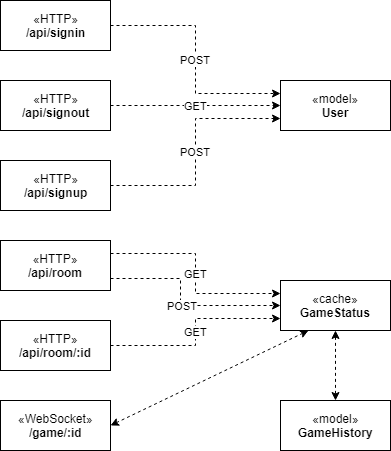 «HTTP»
/api/signin
POST
«HTTP»
/api/signout
GET
«model»
User
POST
«HTTP»
/api/signup
«HTTP»
/api/room
GET
POST
«cache»
GameStatus
GET
«HTTP»
/api/room/:id
«WebSocket»
/game/:id
«model»
GameHistory